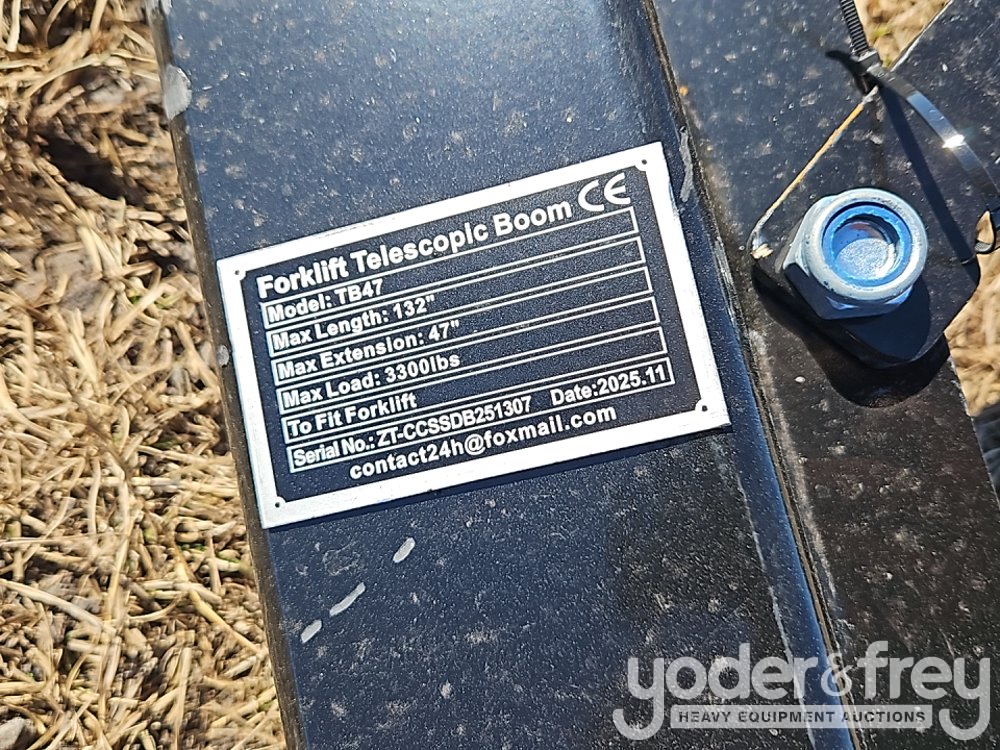 Forklift Telescopic Boom CE
Model: TB47
Max Length: 132"
Max Extension: 47"
Max Load: 3300lbs
To Fit Forklift
Serial No.: ZT-CCSSDB251307 Date:2025.11
contact24h@foxmail.com
yoder&frey
HEAVY EQUIPMENT AUCTIONS